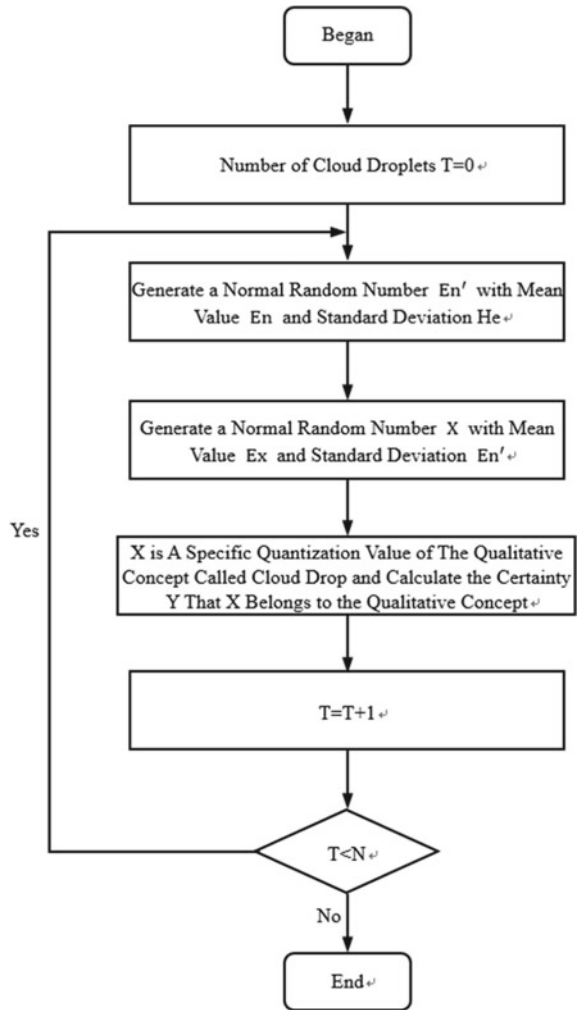 Began
Number of Cloud Droplets T=0↵
Generate a Normal Random Number En′ with Mean
Value En and Standard Deviation He↵
Generate a Normal Random Number X with Mean
Value Ex and Standard Deviation En′↵
Yes
X is A Specific Quantization Value of The Qualitative
Concept Called Cloud Drop and Calculate the Certainty
Y That X Belongs to the Qualitative Concept↵
T=T+1↵
T<N↵
No
End↵